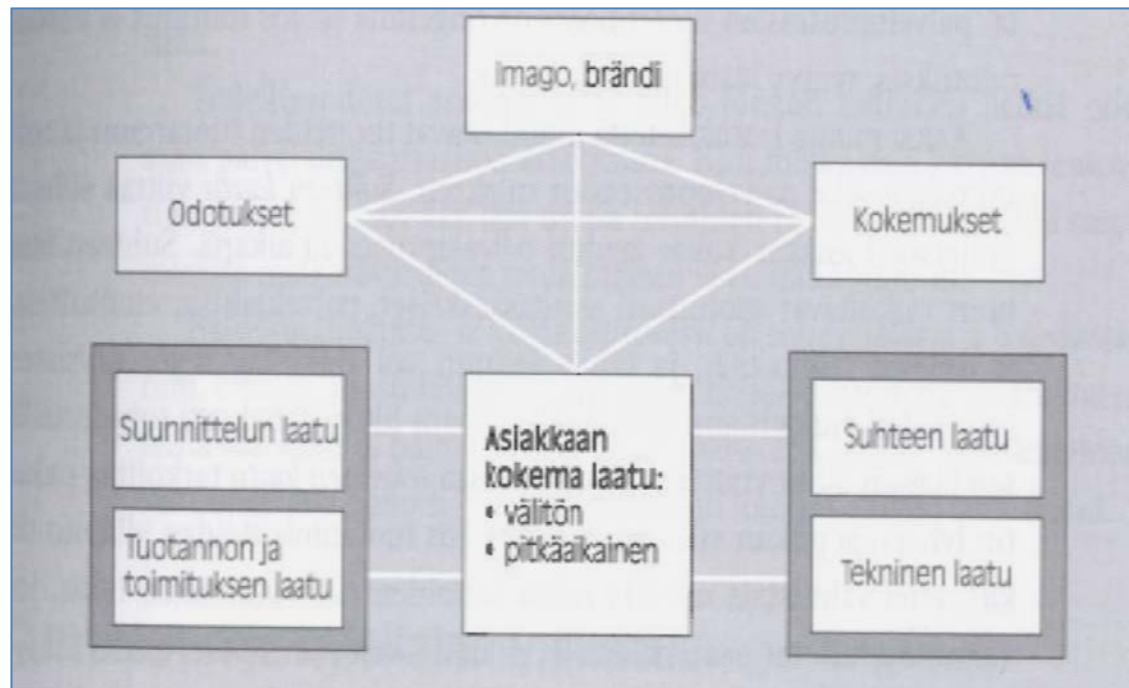 Imago, brändi
Odotukset
Kokemukset
Suunnittelun laatu
Tuotannon ja
toimituksen laatu
Asiakkaan
kokema laatu:
• välitön
• pitkäaikainen
Suhteen laatu
Tekninen laatu